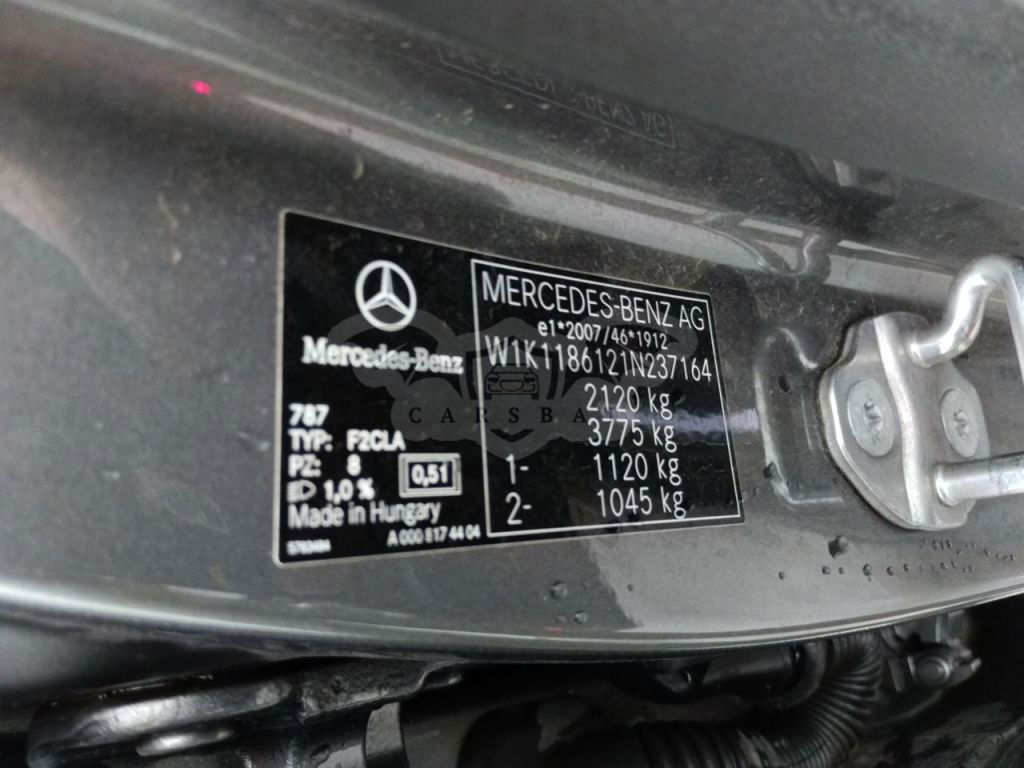 Mercedes-Benz
787
TYP: F2CLA
PZ: 8
0,51
1,0 %
Made in Hungary
A 000 817 44 04
MERCEDES-BENZ AG
e1*2007/46*1912
W1K1186121N237164
2120 kg
3775 kg
1- 1120 kg
2- 1045 kg
CARSBA